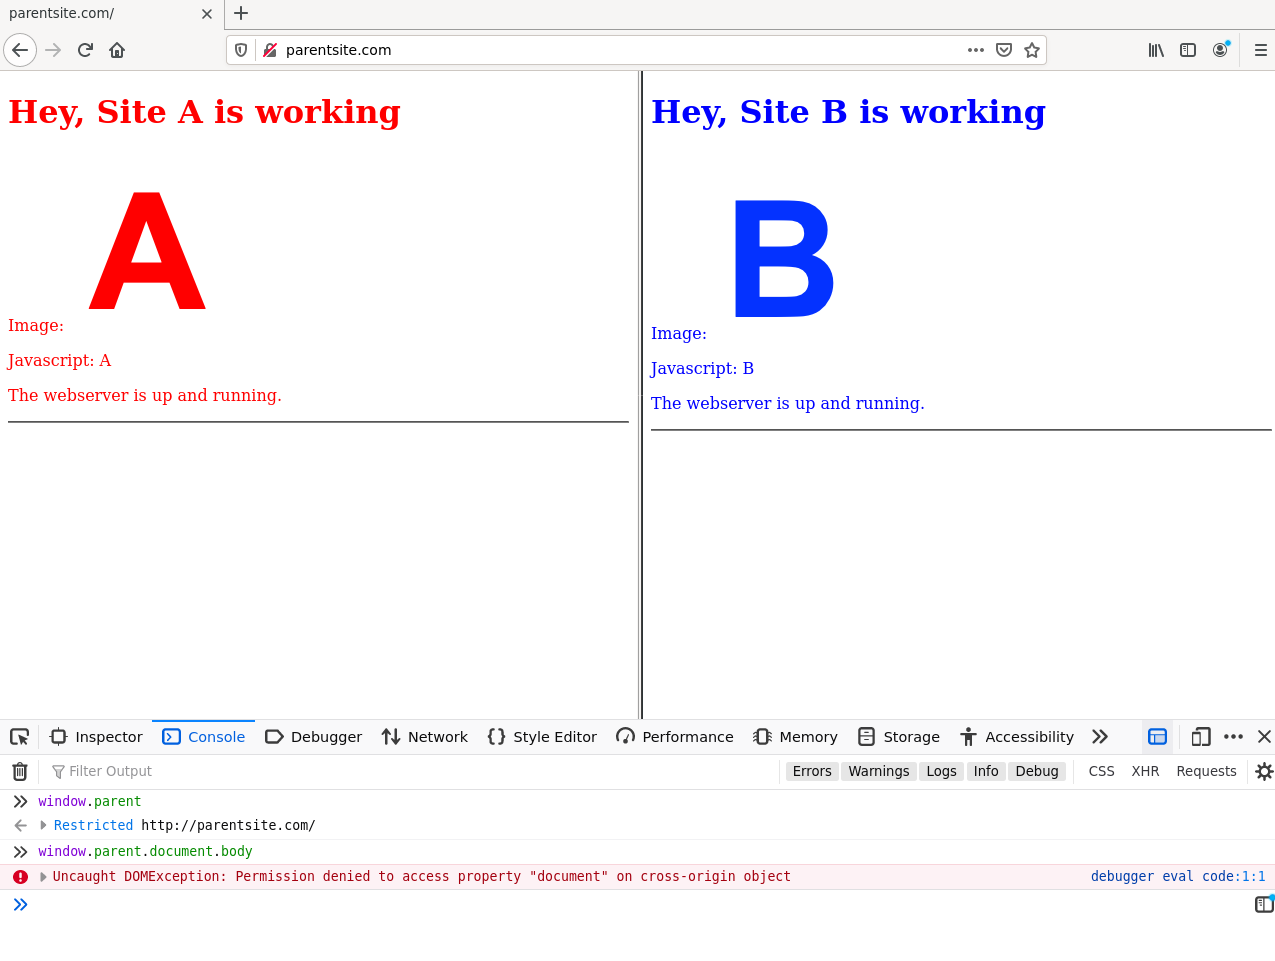 parentsite.com/
parentsite.com
Hey, Site A is working
A
Image:
Javascript: A
The webserver is up and running.
Hey, Site B is working
B
Image:
Javascript: B
The webserver is up and running.
Inspector Console Debugger Network Style Editor Performance Memory Storage Accessibility
Filter Output Errors Warnings Logs Info Debug CSS XHR Requests
window.parent
Restricted http://parentsite.com/
window.parent.document.body
Uncaught DOMException: Permission denied to access property "document" on cross-origin object debugger eval code:1:1